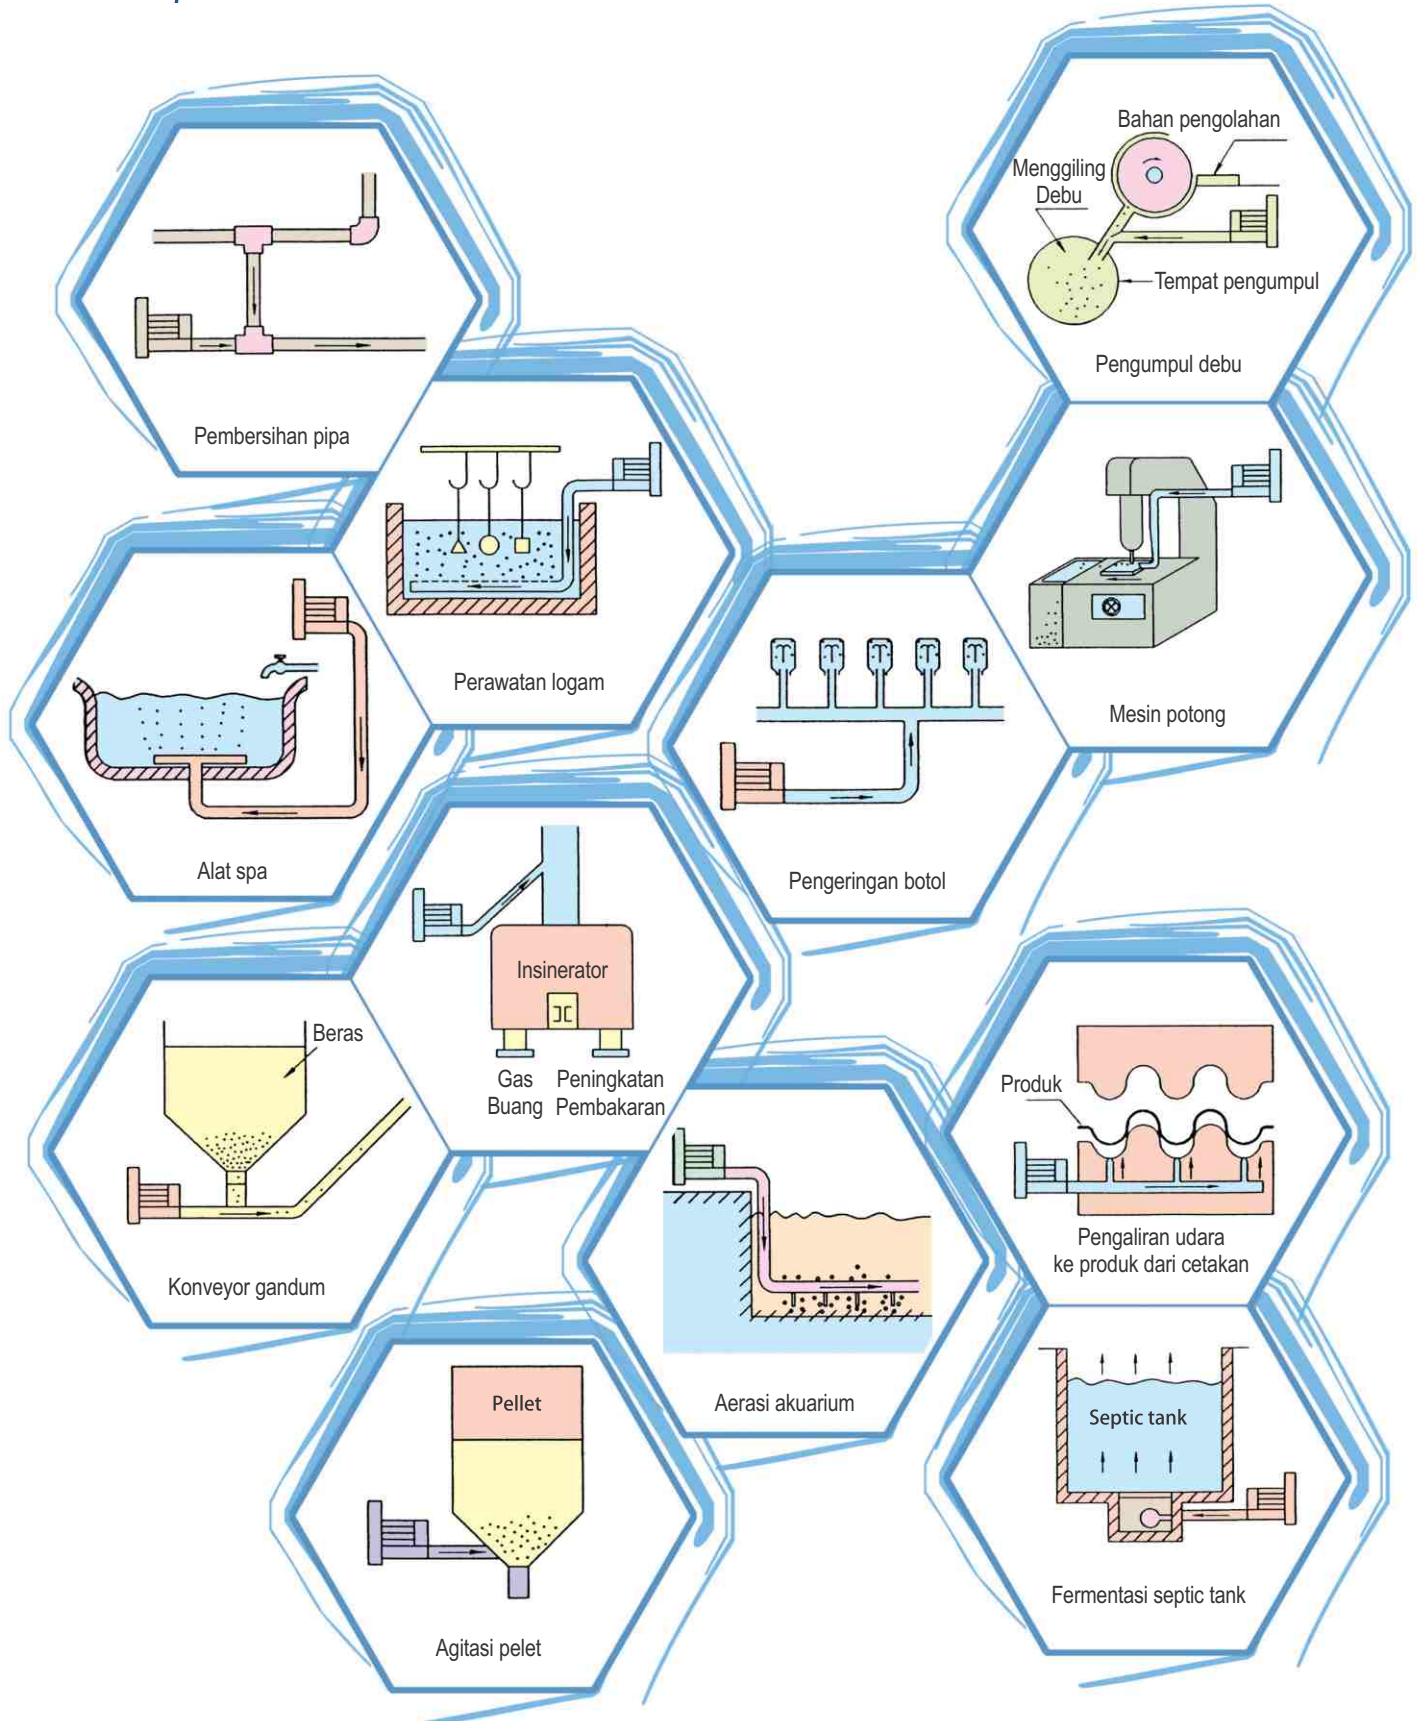 Bahan pengolahan
Menggiling
Debu
Tempat pengumpul
Pengumpul debu
Pembersihan pipa
Perawatan logam
Mesin potong
Alat spa
Pengeringan botol
Insinerator
Gas
Buang
Peningkatan
Pembakaran
Beras
Konveyor gandum
Produk
Pengaliran udara
ke produk dari cetakan
Aerasi akuarium
Pellet
Agitasi pelet
Septic tank
Fermentasi septic tank